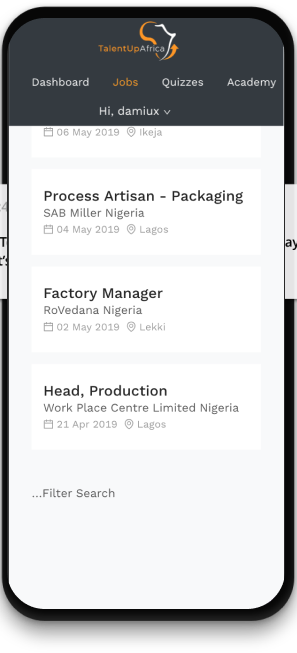 TalentUpAfrica
Dashboard Jobs Quizzes Academy
Hi, damiux
06 May 2019 Ikeja
Process Artisan - Packaging
SAB Miller Nigeria
04 May 2019 Lagos
Factory Manager
RoVedana Nigeria
02 May 2019 Lekki
Head, Production
Work Place Centre Limited Nigeria
21 Apr 2019 Lagos
...Filter Search